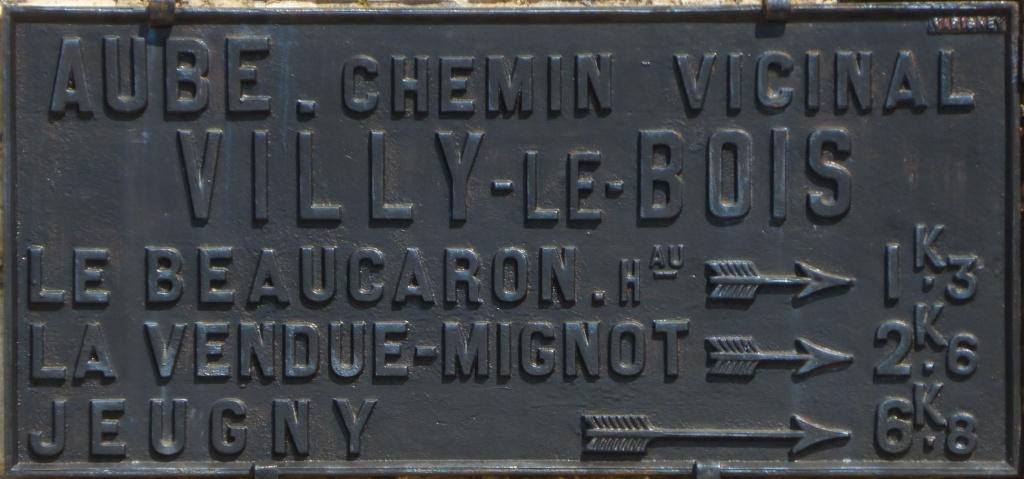 MARIGNEY
AUBE. CHEMIN VICINAL
VILLY-LE-BOIS
LE BEAUCARON. HAU 1K.3
LA VENDUE-MIGNOT 2K.6
JEUGNY 6K.8